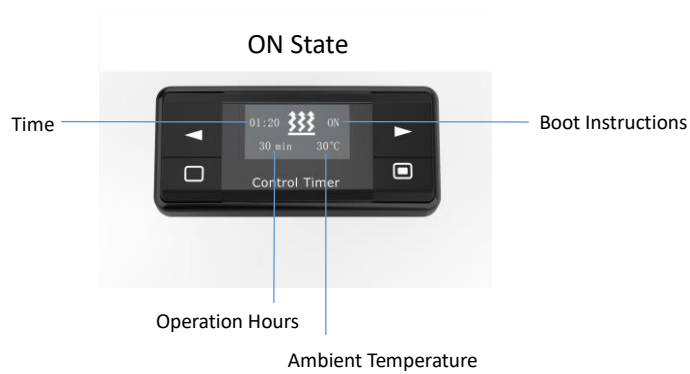 ON State
Time
01:20 ON
Boot Instructions
30 min 30℃
Control Timer
Operation Hours
Ambient Temperature